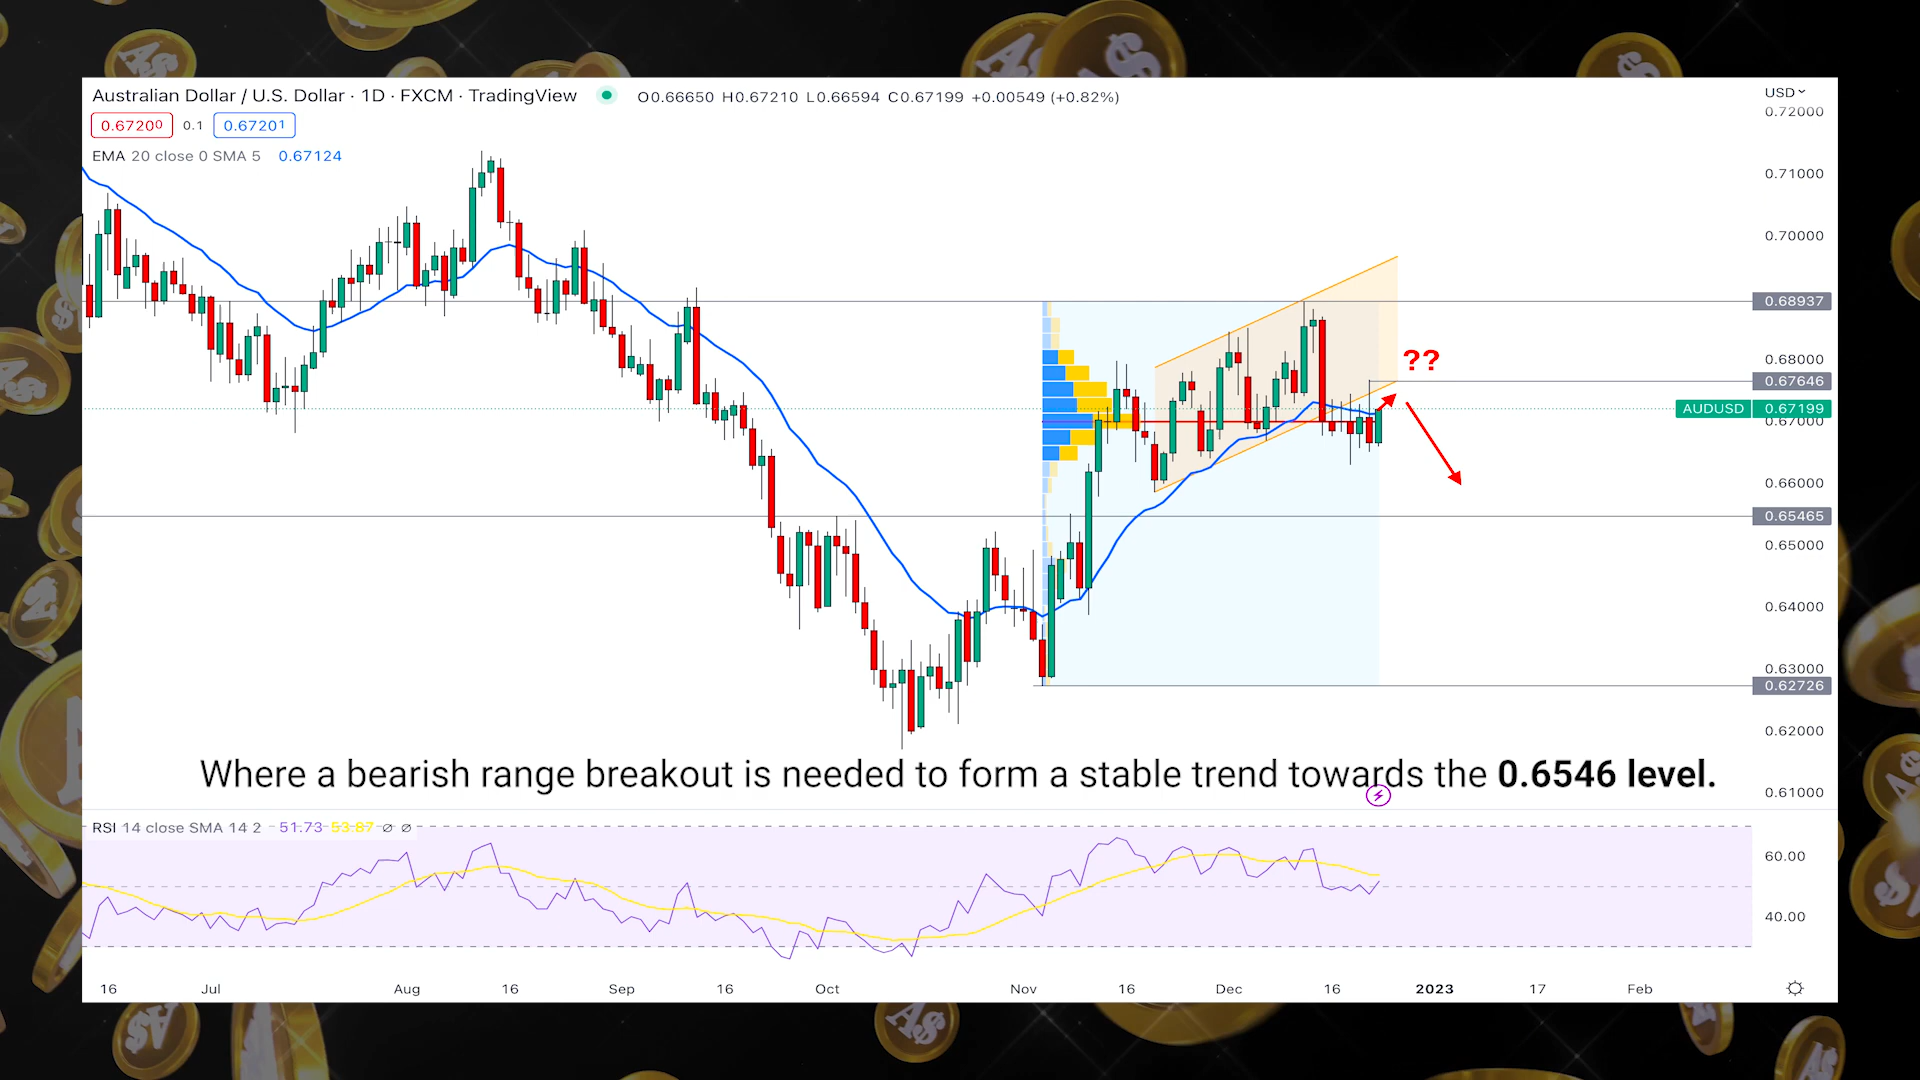 Australian Dollar / U.S. Dollar · 1D · FXCM · TradingView
O0.66650 H0.67210 L0.66594 C0.67199 +0.00549 (+0.82%)
USD
0.67200 0.1 0.67201
EMA 20 close 0 SMA 5 0.67124
0.72000
0.71000
0.70000
0.68937
0.68000
??
0.67646
AUDUSD 0.67199
0.67000
0.66000
0.65465
0.65000
0.64000
0.63000
0.62726
0.62000
Where a bearish range breakout is needed to form a stable trend towards the 0.6546 level.
0.61000
RSI 14 close SMA 14 2 51.73 53.87 ∅ ∅
60.00
40.00
16 Jul Aug 16 Sep 16 Oct Nov 16 Dec 16 2023 17 Feb